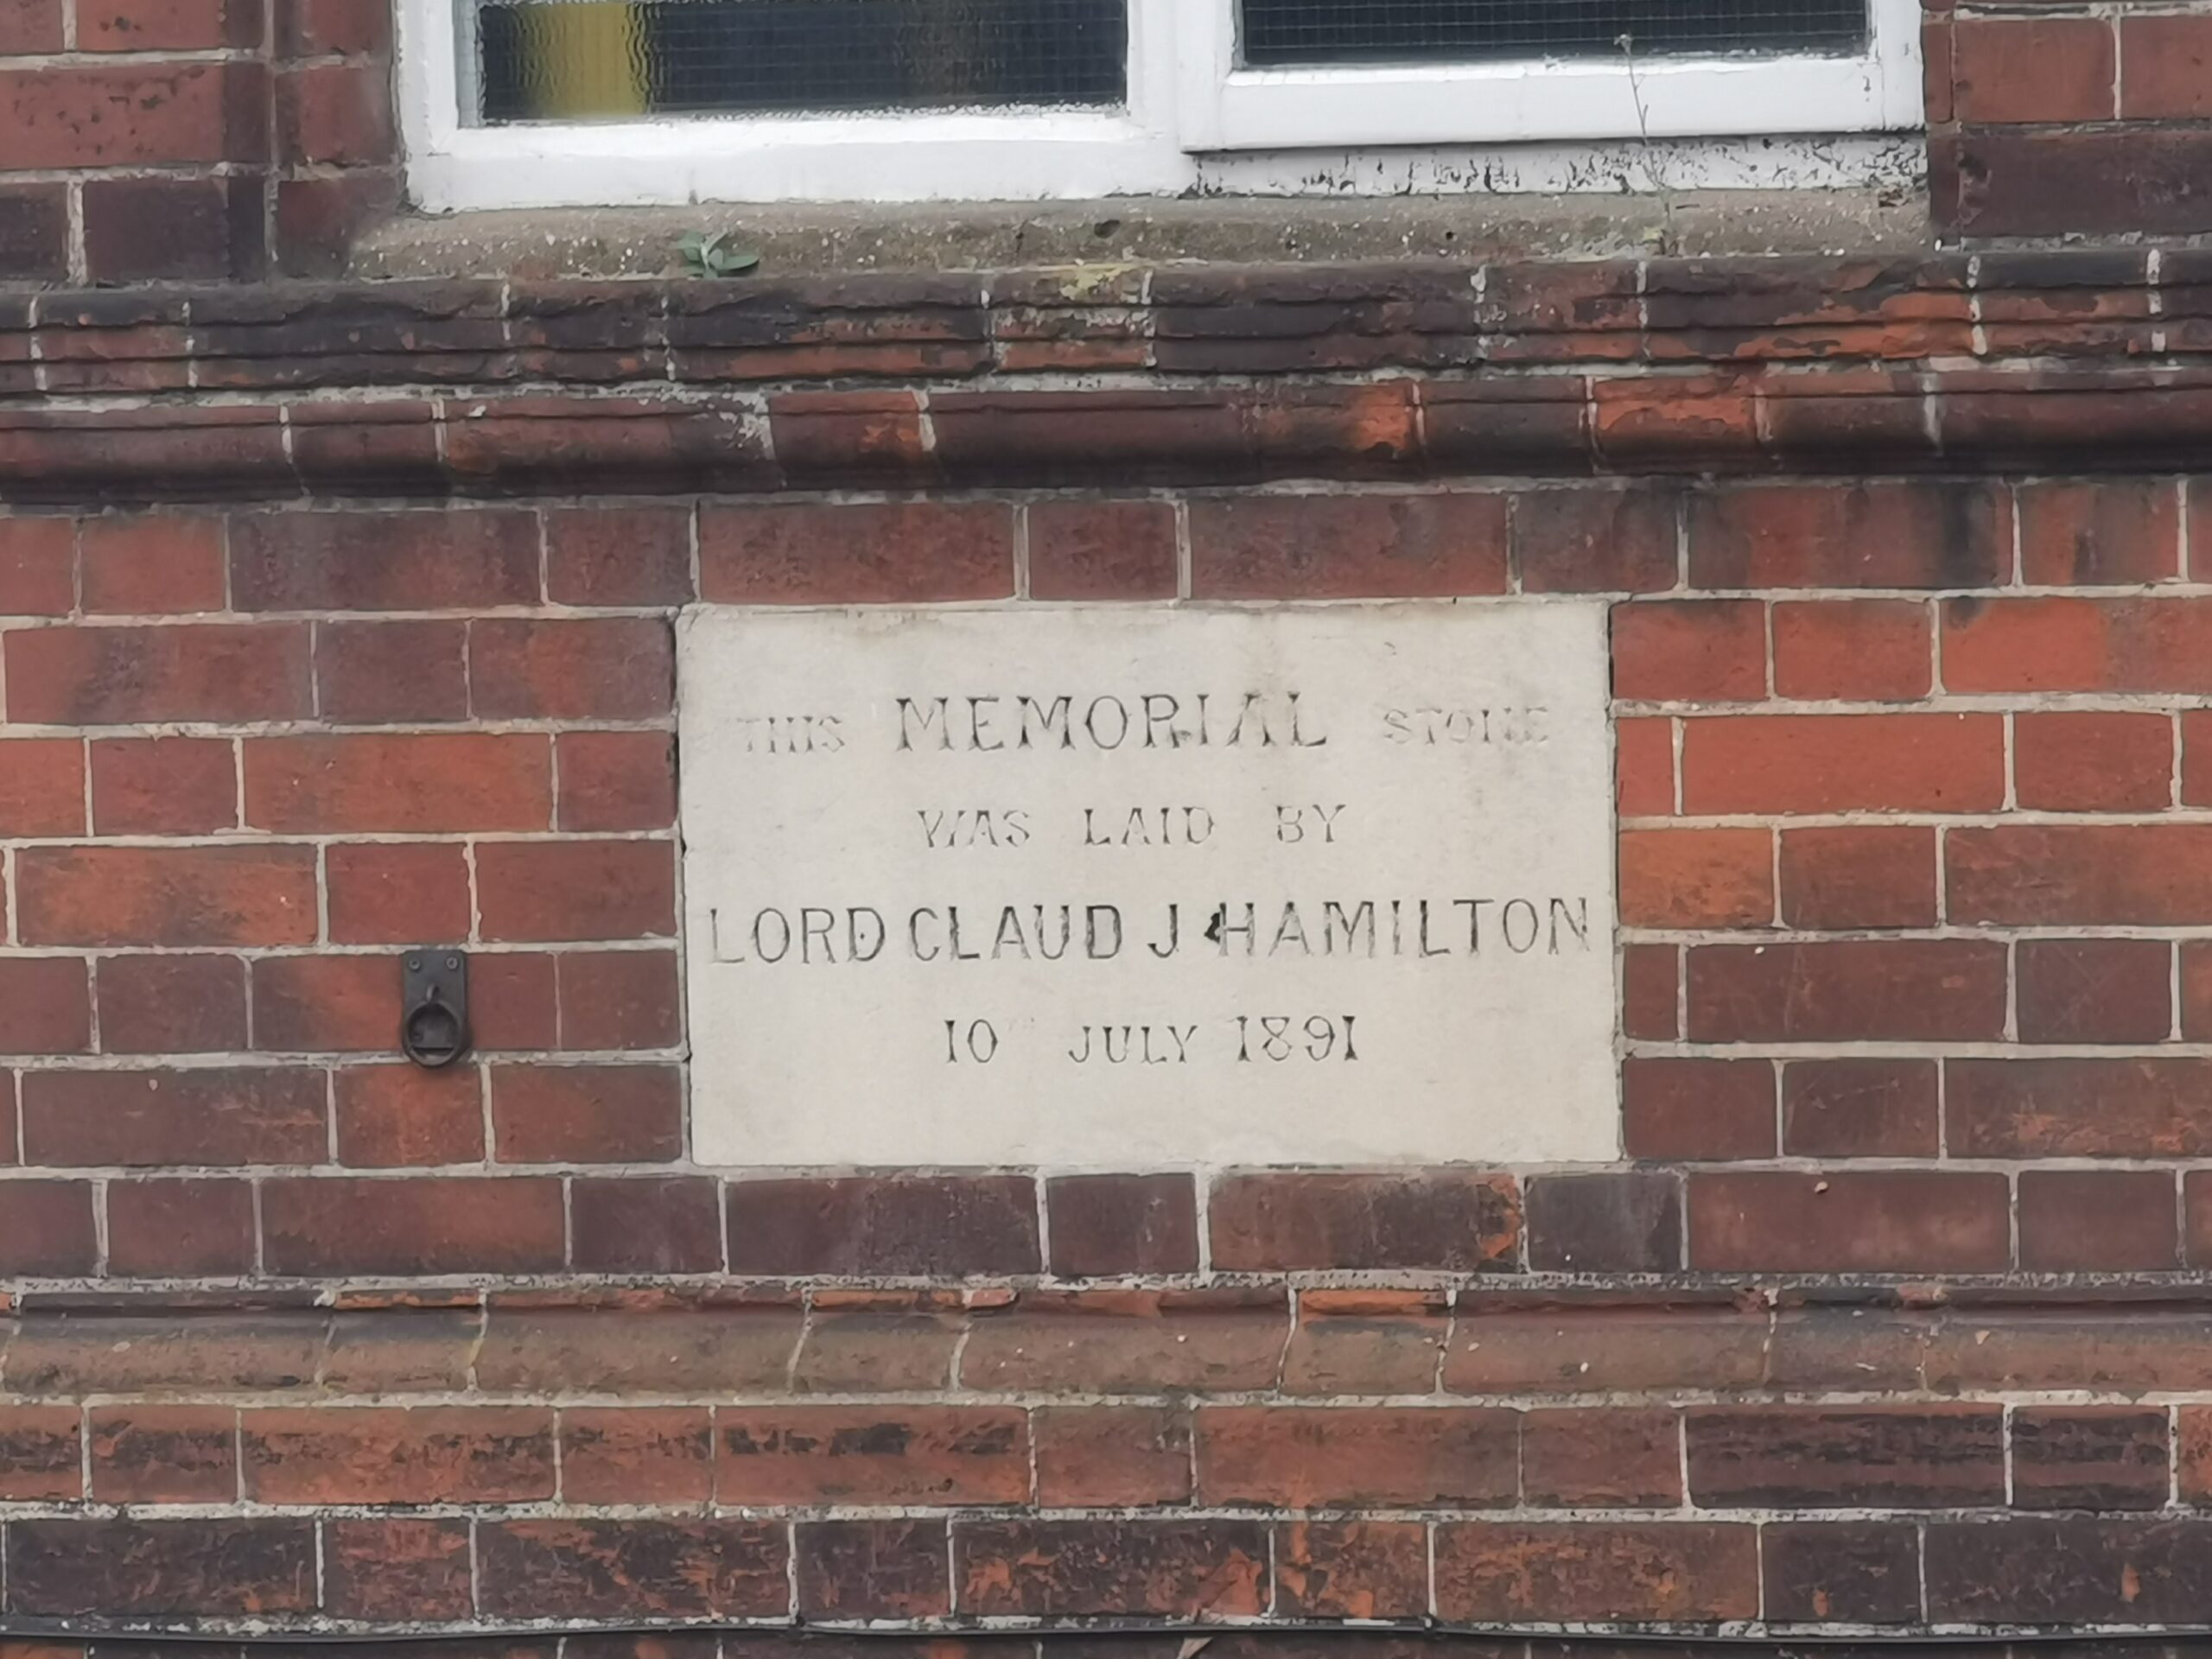 THIS MEMORIAL STONE
WAS LAID BY
LORD CLAUD J HAMILTON
10 JULY 1891